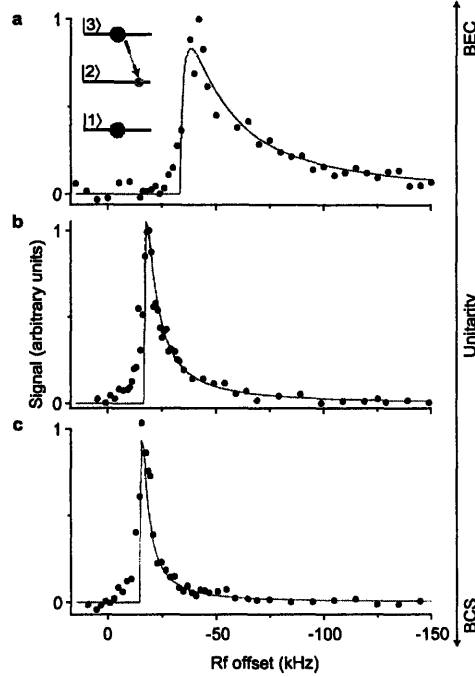 a
|3⟩
|2⟩
|1⟩
1
0
BEC
b
1
0
Signal (arbitrary units)
Unitarity
c
1
0
BCS
0
-50
-100
-150
Rf offset (kHz)